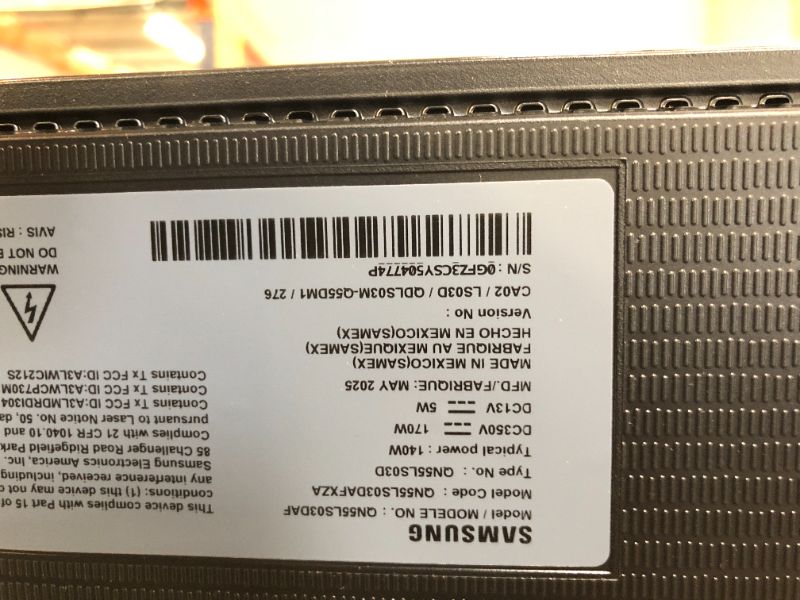 SAMSUNG
Model / MODELE NO. : QN55LS03DAF
Model Code : QN55LS03DAFXZA
Type No. : QN55LS03D
Typical power : 140W
DC350V 170W
DC13V 5W
MFD./FABRIQUE: MAY 2025
MADE IN MEXICO(SAMEX)
FABRIQUE AU MEXIQUE(SAMEX)
HECHO EN MEXICO(SAMEX)
Version No :
CA02 / LS03D / QDLS03M-Q55DM1 / 276
S/N : 0GFZ3CSY504774P
This device complies with Part 15 of
conditions: (1) this device may not c
any interference received, including
Samsung Electronics America, Inc.
85 Challenger Road Ridgefield Park
Complies with 21 CFR 1040.10 and
pursuant to Laser Notice No. 50, da
Contains Tx FCC ID:A3LMDRDI304
Contains Tx FCC ID:A3LWCP730M
Contains Tx FCC ID:A3LWIC212S
WARNING
DO NOT
AVIS : RIS